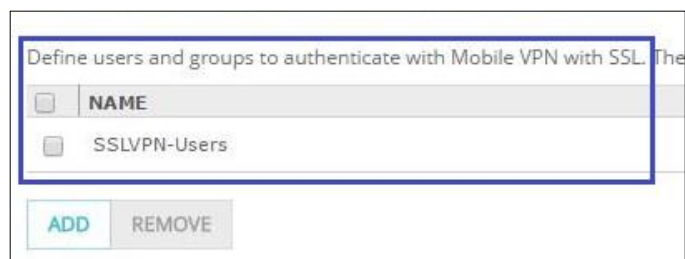 Define users and groups to authenticate with Mobile VPN with SSL. The
NAME
SSLVPN-Users
ADD REMOVE